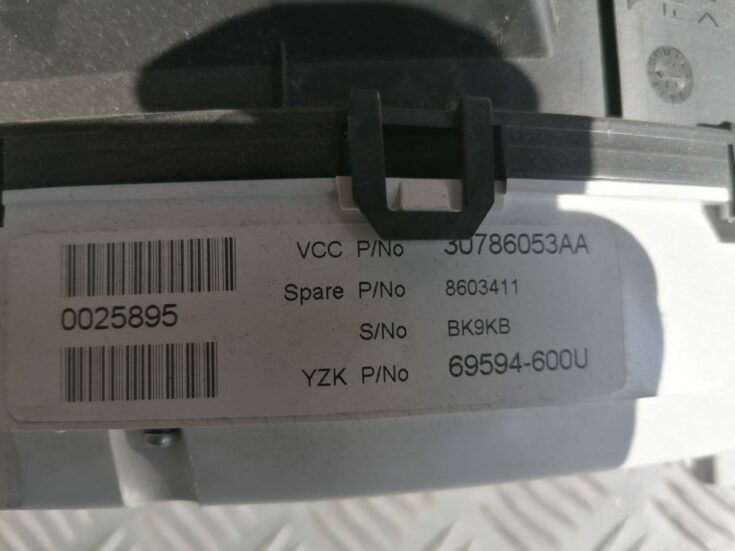 VCC P/No 30786053AA
Spare P/No 8603411
0025895
S/No BK9KB
YZK P/No 69594-600U